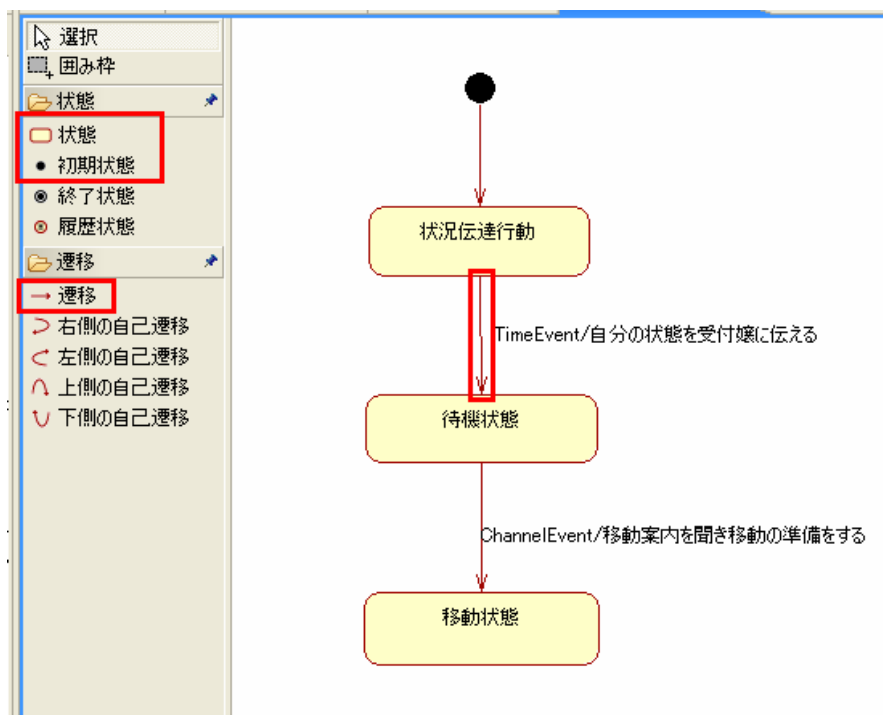 選択
囲み枠
状態
状態
初期状態
終了状態
履歴状態
遷移
遷移
右側の自己遷移
左側の自己遷移
上側の自己遷移
下側の自己遷移
状況伝達行動
TimeEvent/自分の状態を受付嬢に伝える
待機状態
ChannelEvent/移動案内を聞き移動の準備をする
移動状態